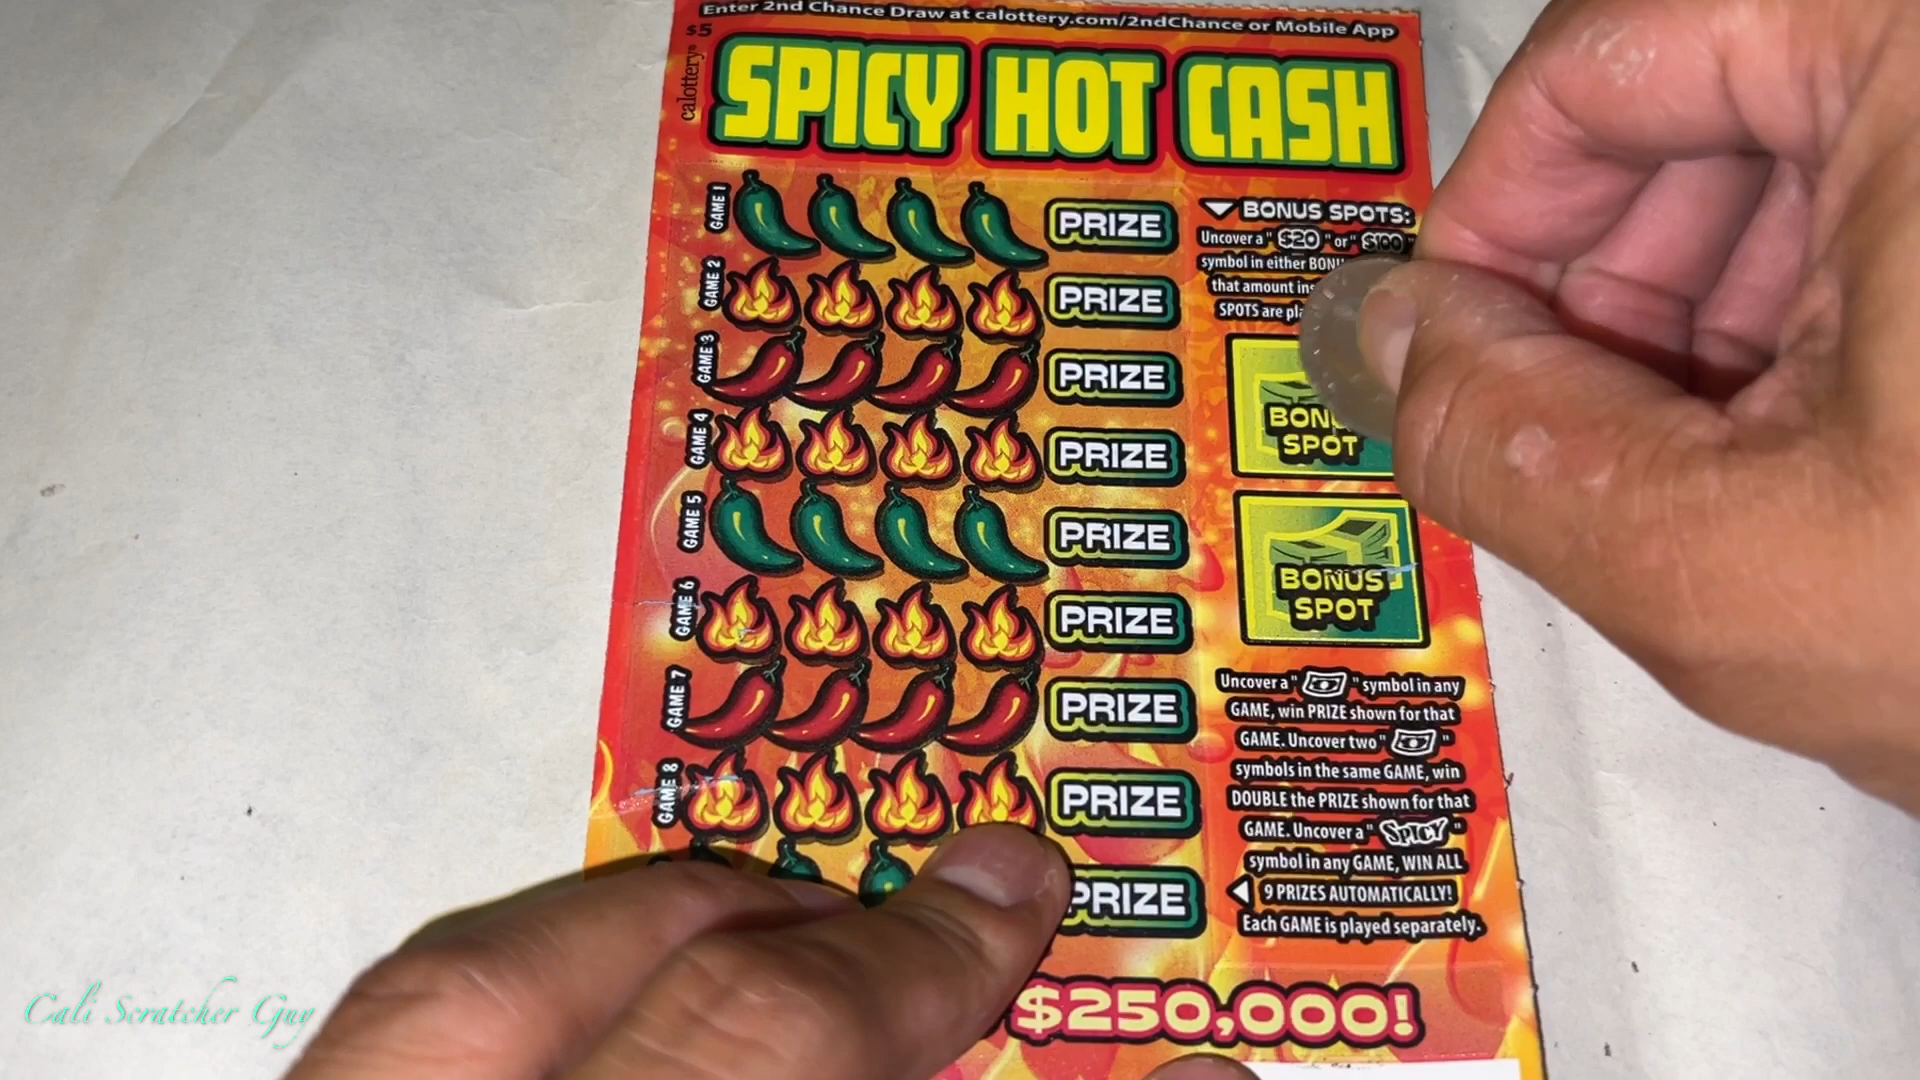 Enter 2nd Chance Draw at calottery.com/2ndChance or Mobile App
$5
calottery
SPICY HOT CASH
GAME 1
PRIZE
GAME 2
PRIZE
GAME 3
PRIZE
GAME 4
PRIZE
GAME 5
PRIZE
GAME 6
PRIZE
GAME 7
PRIZE
GAME 8
PRIZE
PRIZE
BONUS SPOTS:
Uncover a "$20" or "$100"
symbol in either
that amount
SPOTS are
SPOT
BONUS
SPOT
Uncover a " " symbol in any
GAME, win PRIZE shown for that
GAME. Uncover two " "
symbols in the same GAME, win
DOUBLE the PRIZE shown for that
GAME. Uncover a "SPICY"
symbol in any GAME, WIN ALL
9 PRIZES AUTOMATICALLY!
Each GAME is played separately.
$250,000!
Cali Scratcher Guy